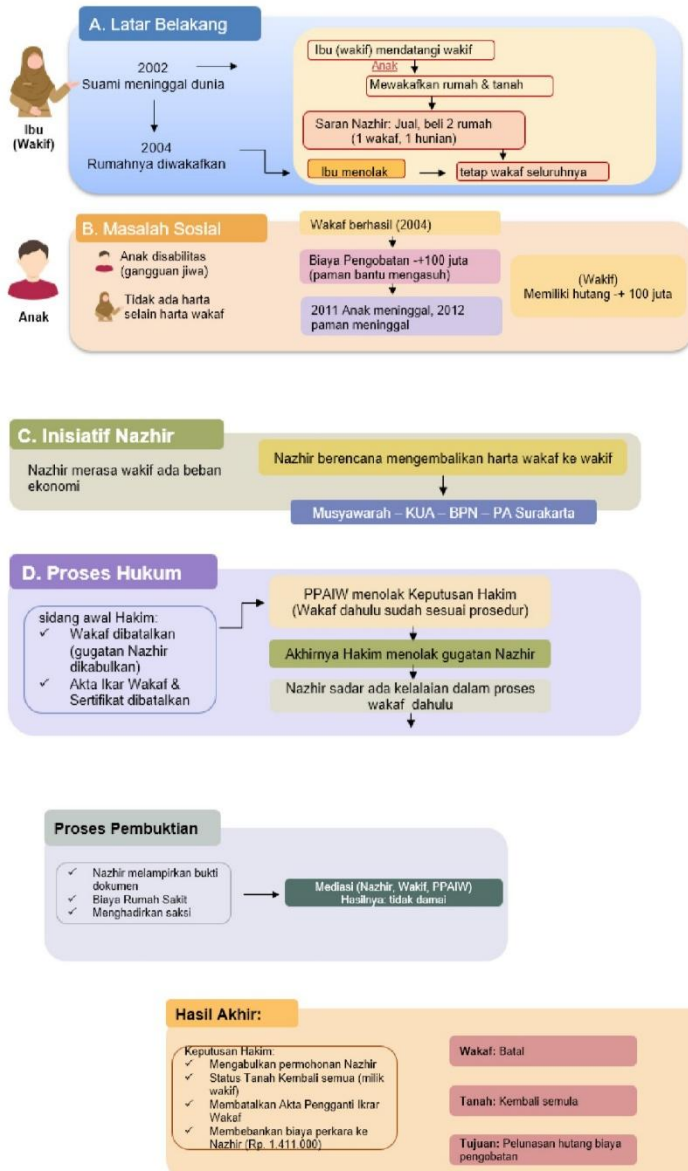 A. Latar Belakang
Ibu
(Wakif)
2002
Suami meninggal dunia
2004
Rumahnya diwakafkan
Ibu (wakif) mendatangi wakif
Anak
Mewakafkan rumah & tanah
Saran Nazhir: Jual, beli 2 rumah
(1 wakaf, 1 hunian)
Ibu menolak
tetap wakaf seluruhnya
B. Masalah Sosial
Anak
Anak disabilitas
(gangguan jiwa)
Tidak ada harta
selain harta wakaf
Wakaf berhasil (2004)
Biaya Pengobatan -+100 juta
(paman bantu mengasuh)
2011 Anak meninggal, 2012
paman meninggal
(Wakif)
Memiliki hutang -+ 100 juta
C. Inisiatif Nazhir
Nazhir merasa wakif ada beban
ekonomi
Nazhir berencana mengembalikan harta wakaf ke wakif
Musyawarah – KUA – BPN – PA Surakarta
D. Proses Hukum
sidang awal Hakim:
✓ Wakaf dibatalkan
(gugatan Nazhir
dikabulkan)
✓ Akta Ikar Wakaf &
Sertifikat dibatalkan
PPAIW menolak Keputusan Hakim
(Wakaf dahulu sudah sesuai prosedur)
Akhirnya Hakim menolak gugatan Nazhir
Nazhir sadar ada kelalaian dalam proses
wakaf dahulu
Proses Pembuktian
✓ Nazhir melampirkan bukti
dokumen
✓ Biaya Rumah Sakit
✓ Menghadirkan saksi
Mediasi (Nazhir, Wakif, PPAIW)
Hasilnya: tidak damai
Hasil Akhir:
Keputusan Hakim:
✓ Mengabulkan permohonan Nazhir
✓ Status Tanah Kembali semua (milik
wakif)
✓ Membatalkan Akta Pengganti Ikrar
Wakaf
✓ Membebankan biaya perkara ke
Nazhir (Rp. 1.411.000)
Wakaf: Batal
Tanah: Kembali semula
Tujuan: Pelunasan hutang biaya
pengobatan